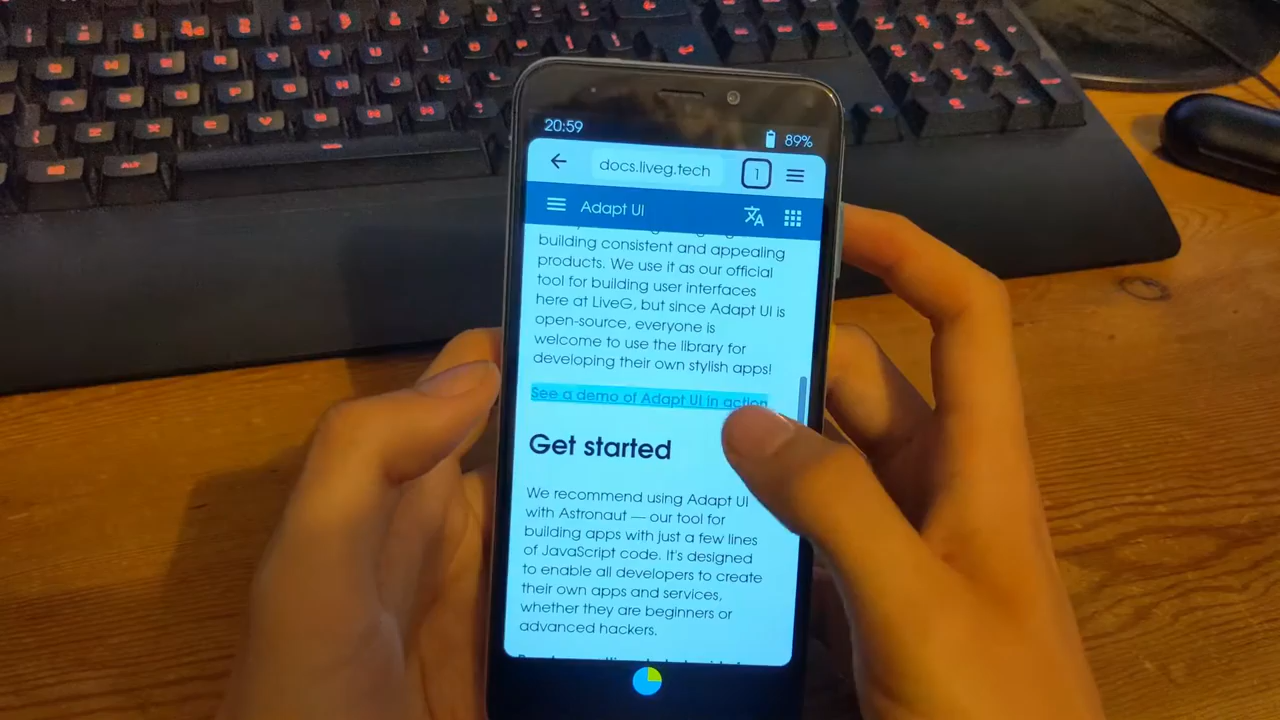 20:59
89%
docs.liveg.tech
1
Adapt UI
building consistent and appealing
products. We use it as our official
tool for building user interfaces
here at LiveG, but since Adapt UI is
open-source, everyone is
welcome to use the library for
developing their own stylish apps!
See a demo of Adapt UI in action
Get started
We recommend using Adapt UI
with Astronaut — our tool for
building apps with just a few lines
of JavaScript code. It's designed
to enable all developers to create
their own apps and services,
whether they are beginners or
advanced hackers.